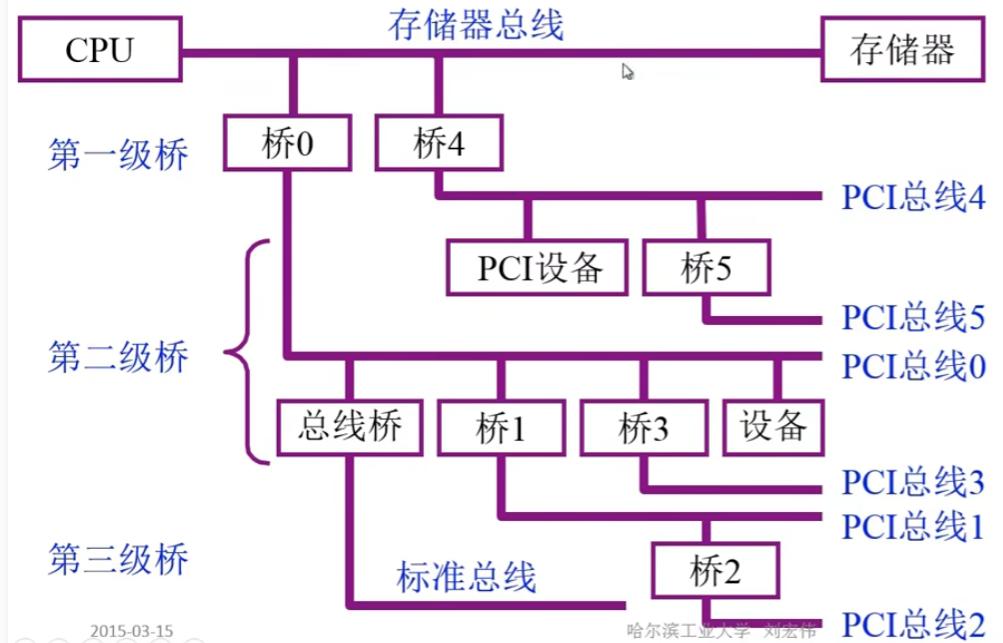 存储器总线
CPU
存储器
第一级桥
桥0
桥4
PCI总线4
PCI设备
桥5
PCI总线5
第二级桥
PCI总线0
总线桥
桥1
桥3
设备
PCI总线3
PCI总线1
第三级桥
标准总线
桥2
PCI总线2
2015-03-15
哈尔滨工业大学 刘宏伟